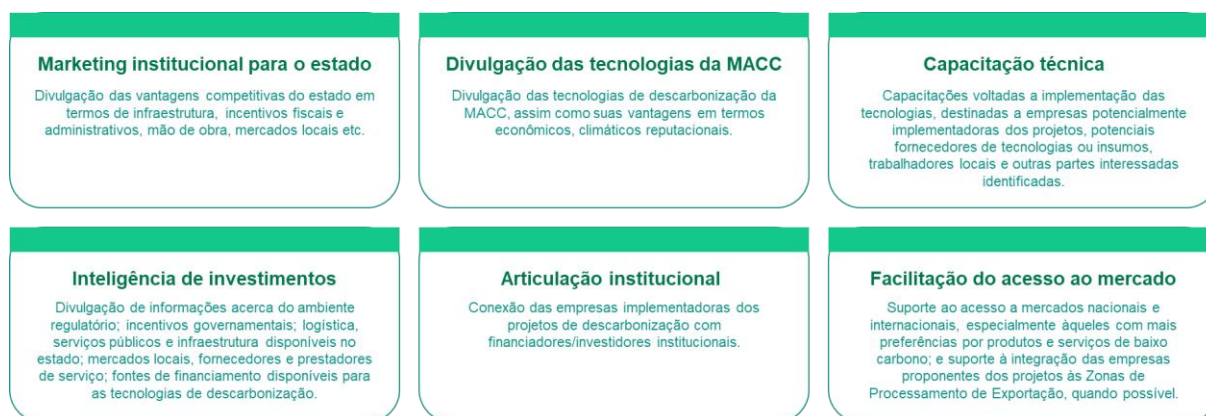 Marketing institucional para o estado
Divulgação das vantagens competitivas do estado em
termos de infraestrutura, incentivos fiscais e
administrativos, mão de obra, mercados locais etc.
Divulgação das tecnologias da MACC
Divulgação das tecnologias de descarbonização da
MACC, assim como suas vantagens em termos
econômicos, climáticos reputacionais.
Capacitação técnica
Capacitações voltadas a implementação das
tecnologias, destinadas a empresas potencialmente
implementadoras dos projetos, potenciais
fornecedores de tecnologias ou insumos,
trabalhadores locais e outras partes interessadas
identificadas.
Inteligência de investimentos
Divulgação de informações acerca do ambiente
regulatório; incentivos governamentais; logística,
serviços públicos e infraestrutura disponíveis no
estado; mercados locais, fornecedores e prestadores
de serviço; fontes de financiamento disponíveis para
as tecnologias de descarbonização.
Articulação institucional
Conexão das empresas implementadoras dos
projetos de descarbonização com
financiadores/investidores institucionais.
Facilitação do acesso ao mercado
Suporte ao acesso a mercados nacionais e
internacionais, especialmente àqueles com mais
preferências por produtos e serviços de baixo
carbono; e suporte à integração das empresas
proponentes dos projetos às Zonas de
Processamento de Exportação, quando possível.